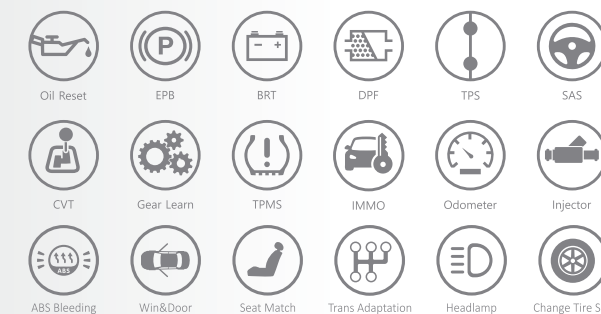 P
Oil Reset EPB BRT DPF TPS SAS
CVT Gear Learn TPMS IMMO Odometer Injector
ABS
ABS Bleeding Win&Door Seat Match Trans Adaptation Headlamp Change Tire S